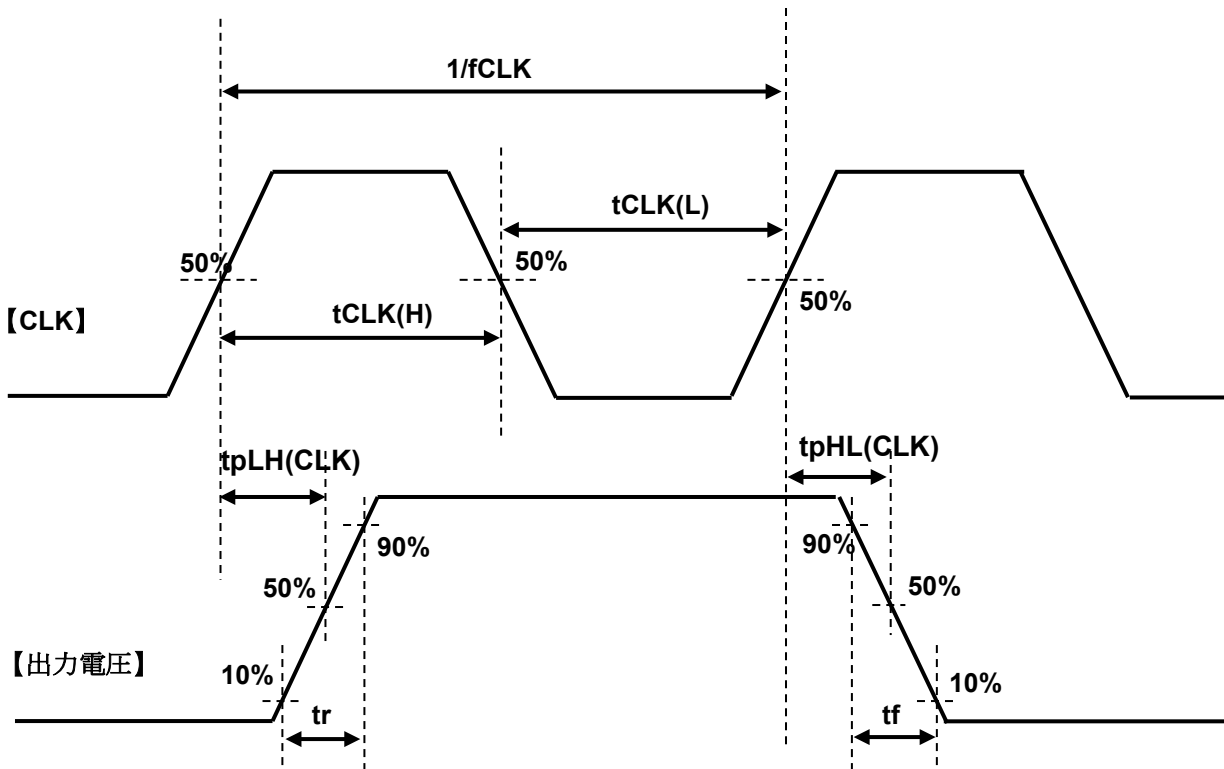 1/fCLK
tCLK(L)
50%
50%
50%
tCLK(H)
【CLK】
tpLH(CLK)
tpHL(CLK)
90%
90%
50%
50%
【出力電圧】
10%
10%
tr
tf